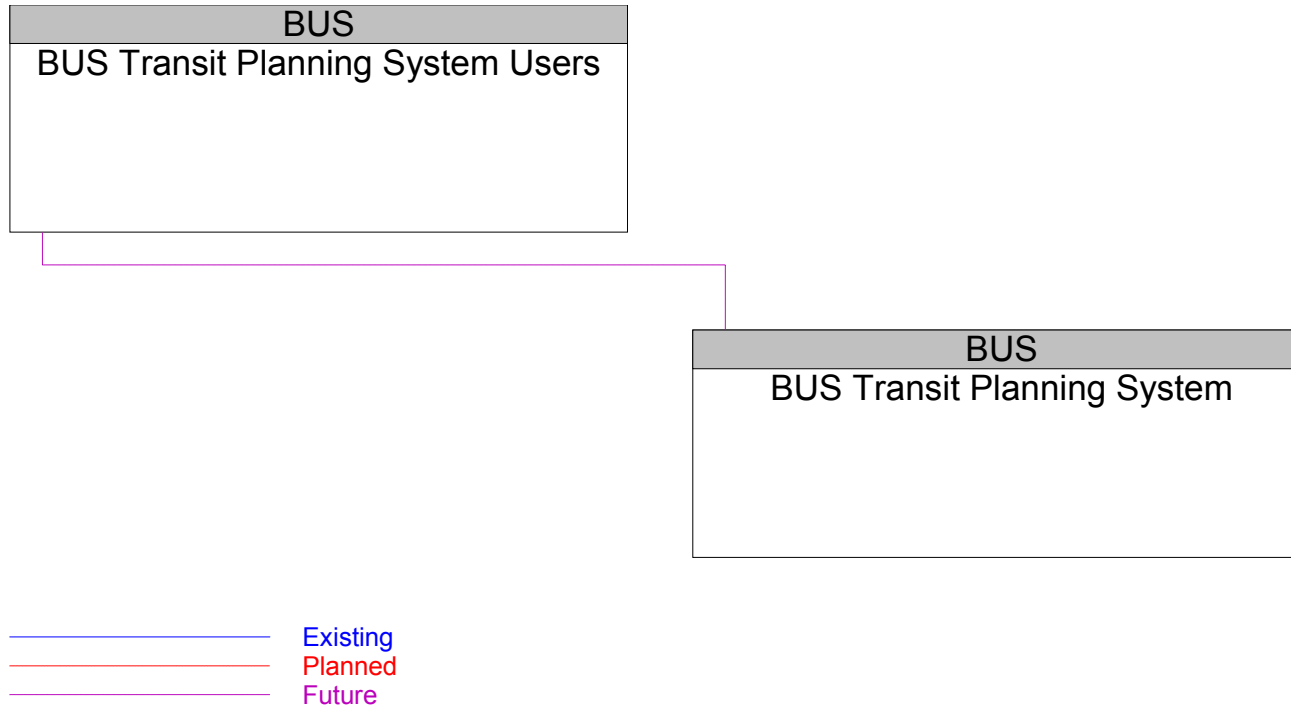 BUS
BUS Transit Planning System Users
BUS
BUS Transit Planning System
Existing
Planned
Future